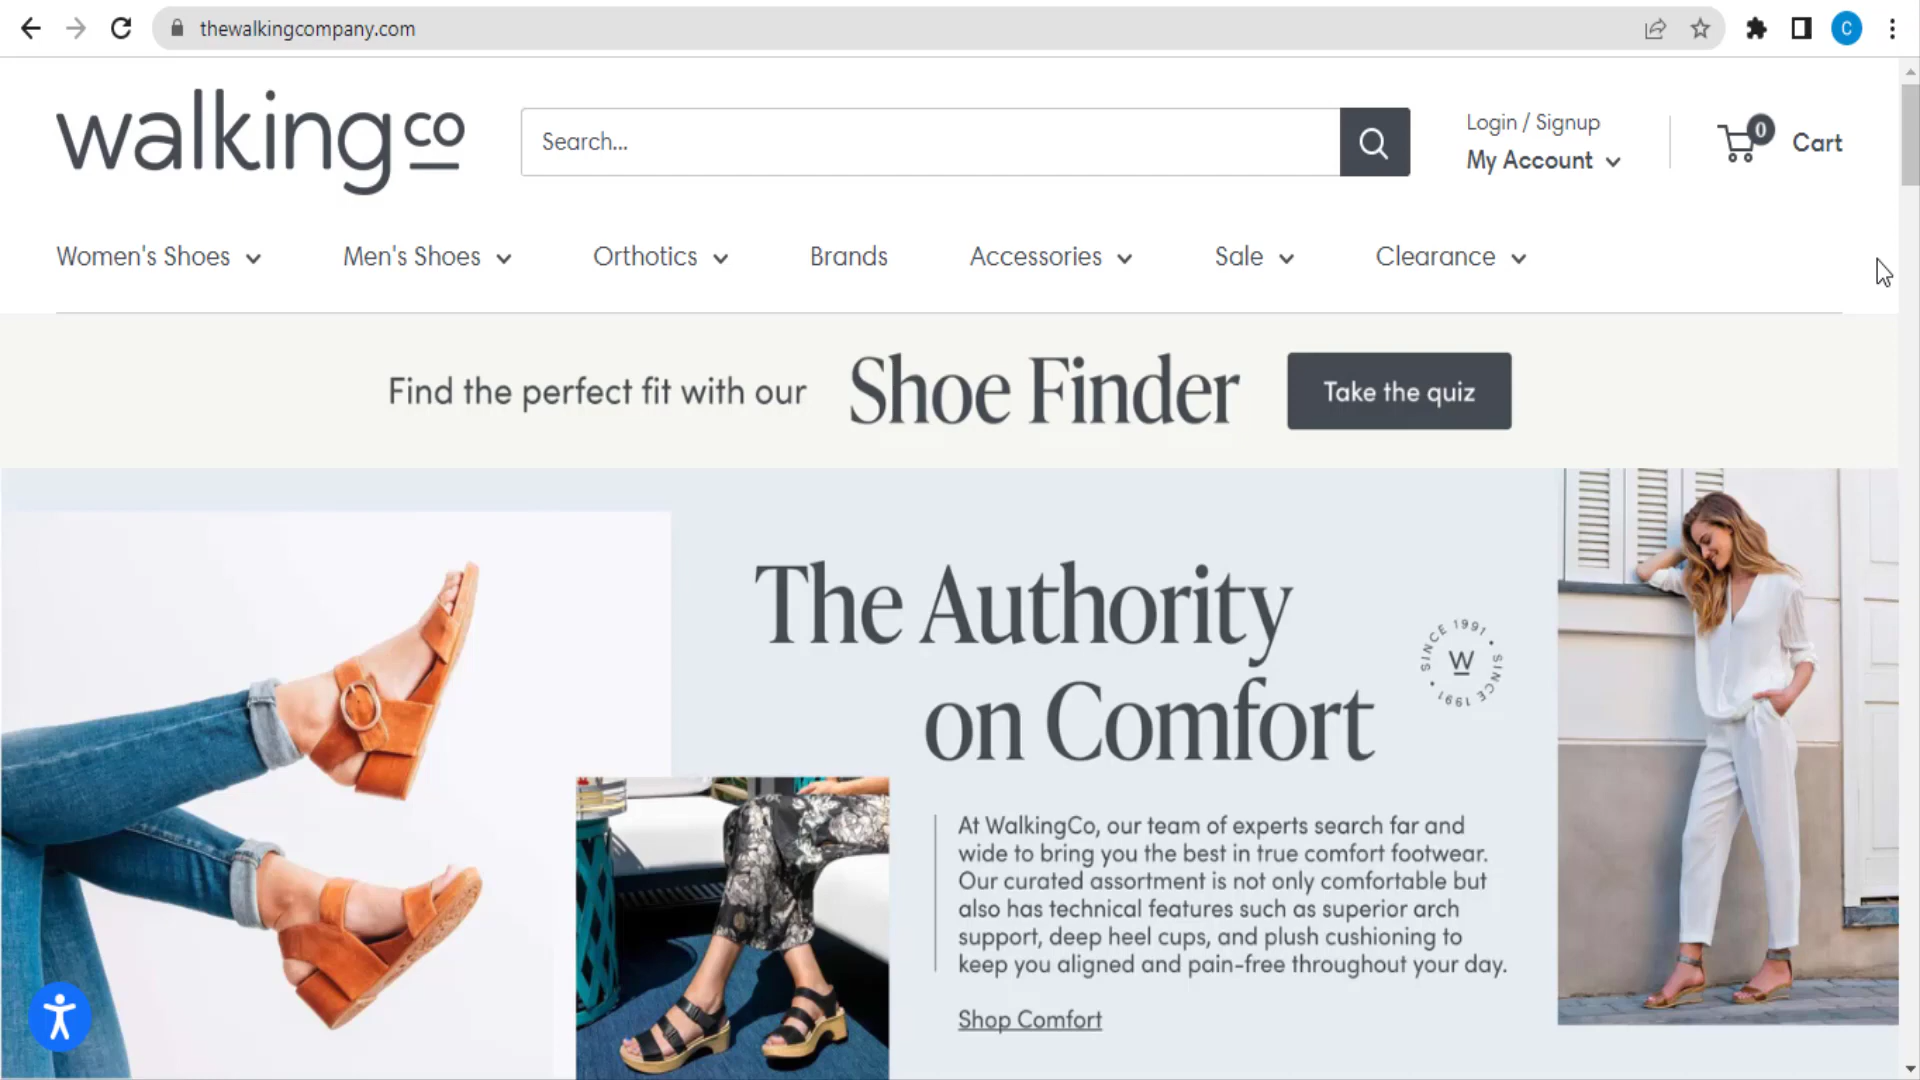 thewalkingcompany.com
C
walkingco
Search...
Login / Signup
My Account
0
Cart
Women's Shoes
Men's Shoes
Orthotics
Brands
Accessories
Sale
Clearance
Find the perfect fit with our
Shoe Finder
Take the quiz
The Authority
on Comfort
SINCE 1991 • SINCE 1991 •
W
At WalkingCo, our team of experts search far and
wide to bring you the best in true comfort footwear.
Our curated assortment is not only comfortable but
also has technical features such as superior arch
support, deep heel cups, and plush cushioning to
keep you aligned and pain-free throughout your day.
Shop Comfort